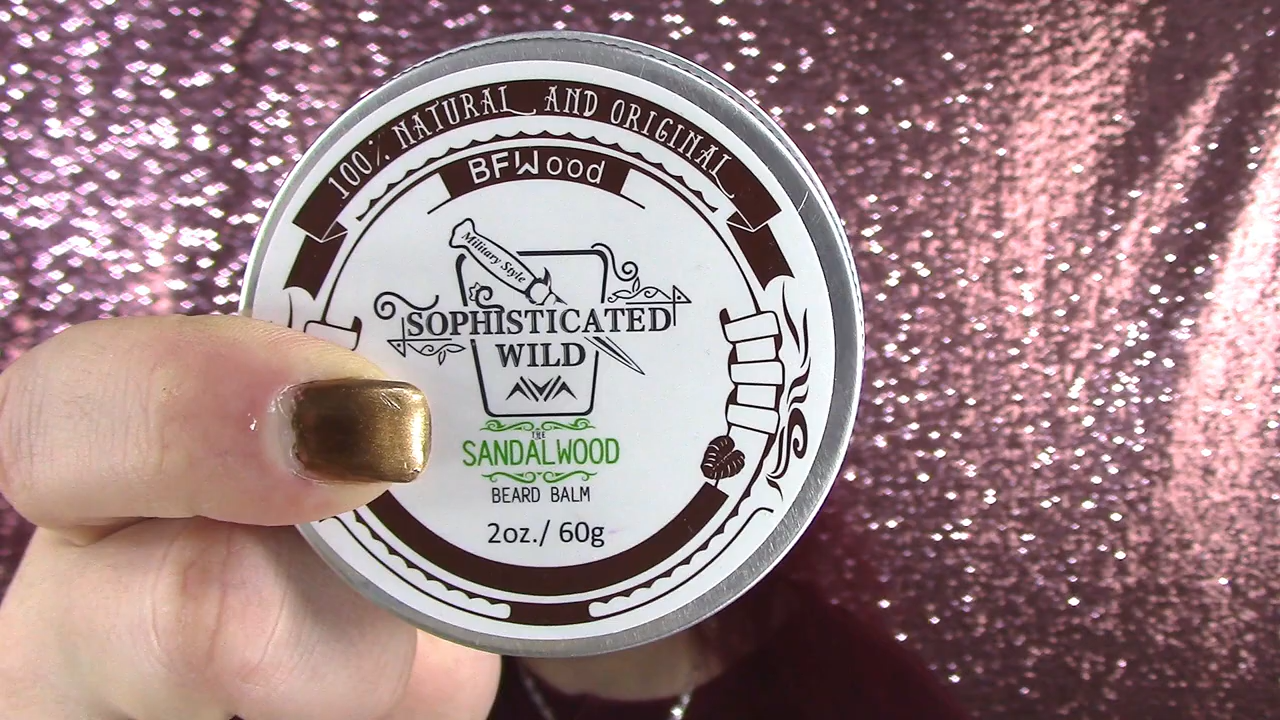 100% NATURAL AND ORIGINAL
BFWood
Military Style
SOPHISTICATED
WILD
THE
SANDALWOOD
BEARD BALM
2oz./ 60g